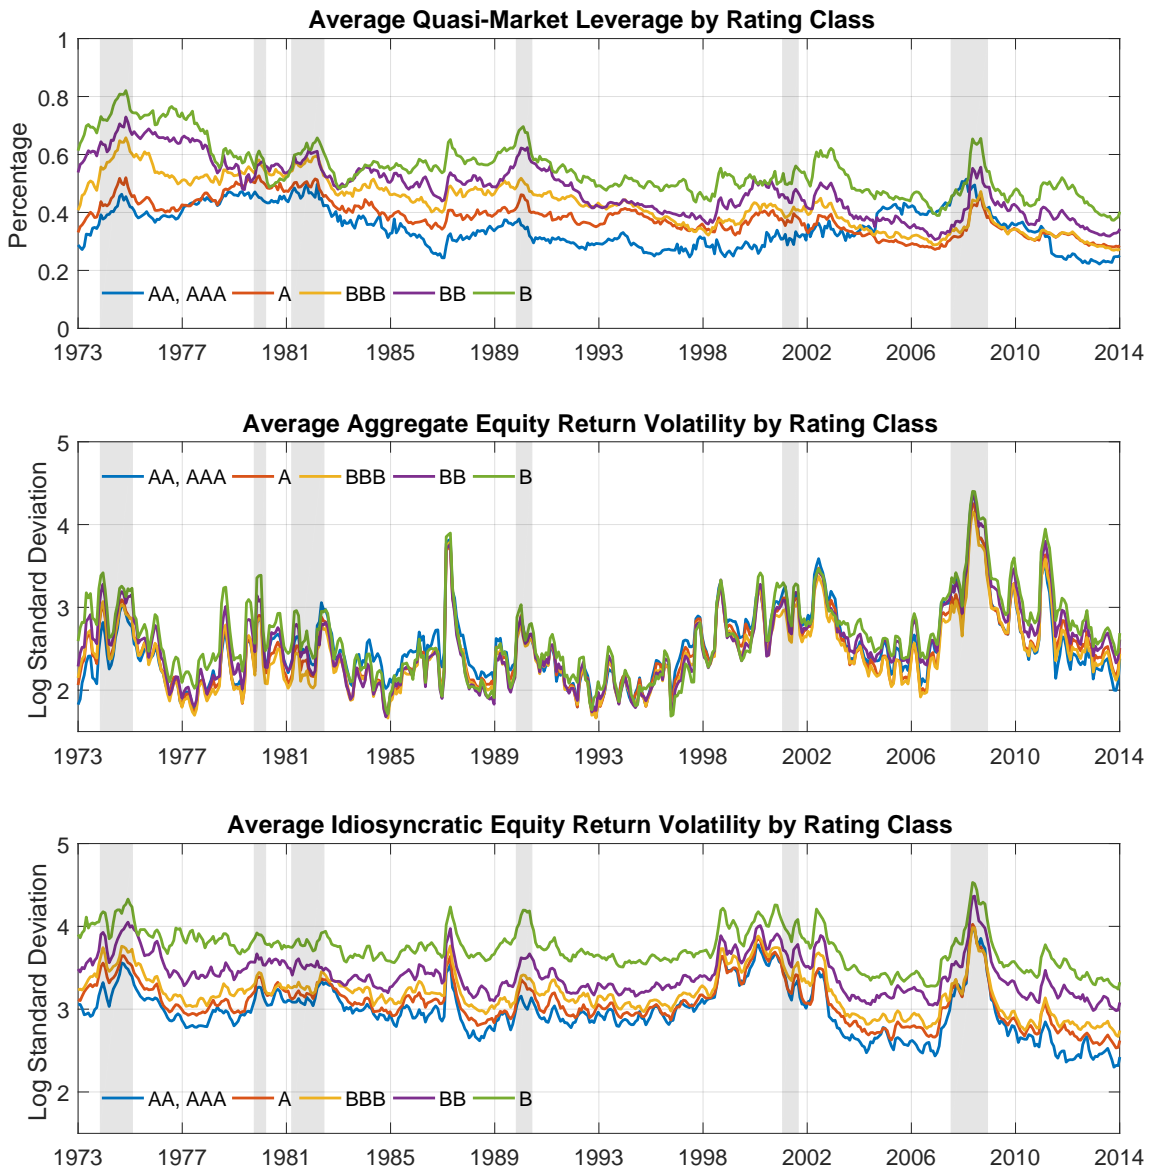 Average Quasi-Market Leverage by Rating Class
Percentage
1
0.8
0.6
0.4
0.2
0
AA, AAA A BBB BB B
1973 1977 1981 1985 1989 1993 1998 2002 2006 2010 2014
Average Aggregate Equity Return Volatility by Rating Class
Log Standard Deviation
5
4
3
2
AA, AAA A BBB BB B
1973 1977 1981 1985 1989 1993 1998 2002 2006 2010 2014
Average Idiosyncratic Equity Return Volatility by Rating Class
Log Standard Deviation
5
4
3
2
AA, AAA A BBB BB B
1973 1977 1981 1985 1989 1993 1998 2002 2006 2010 2014